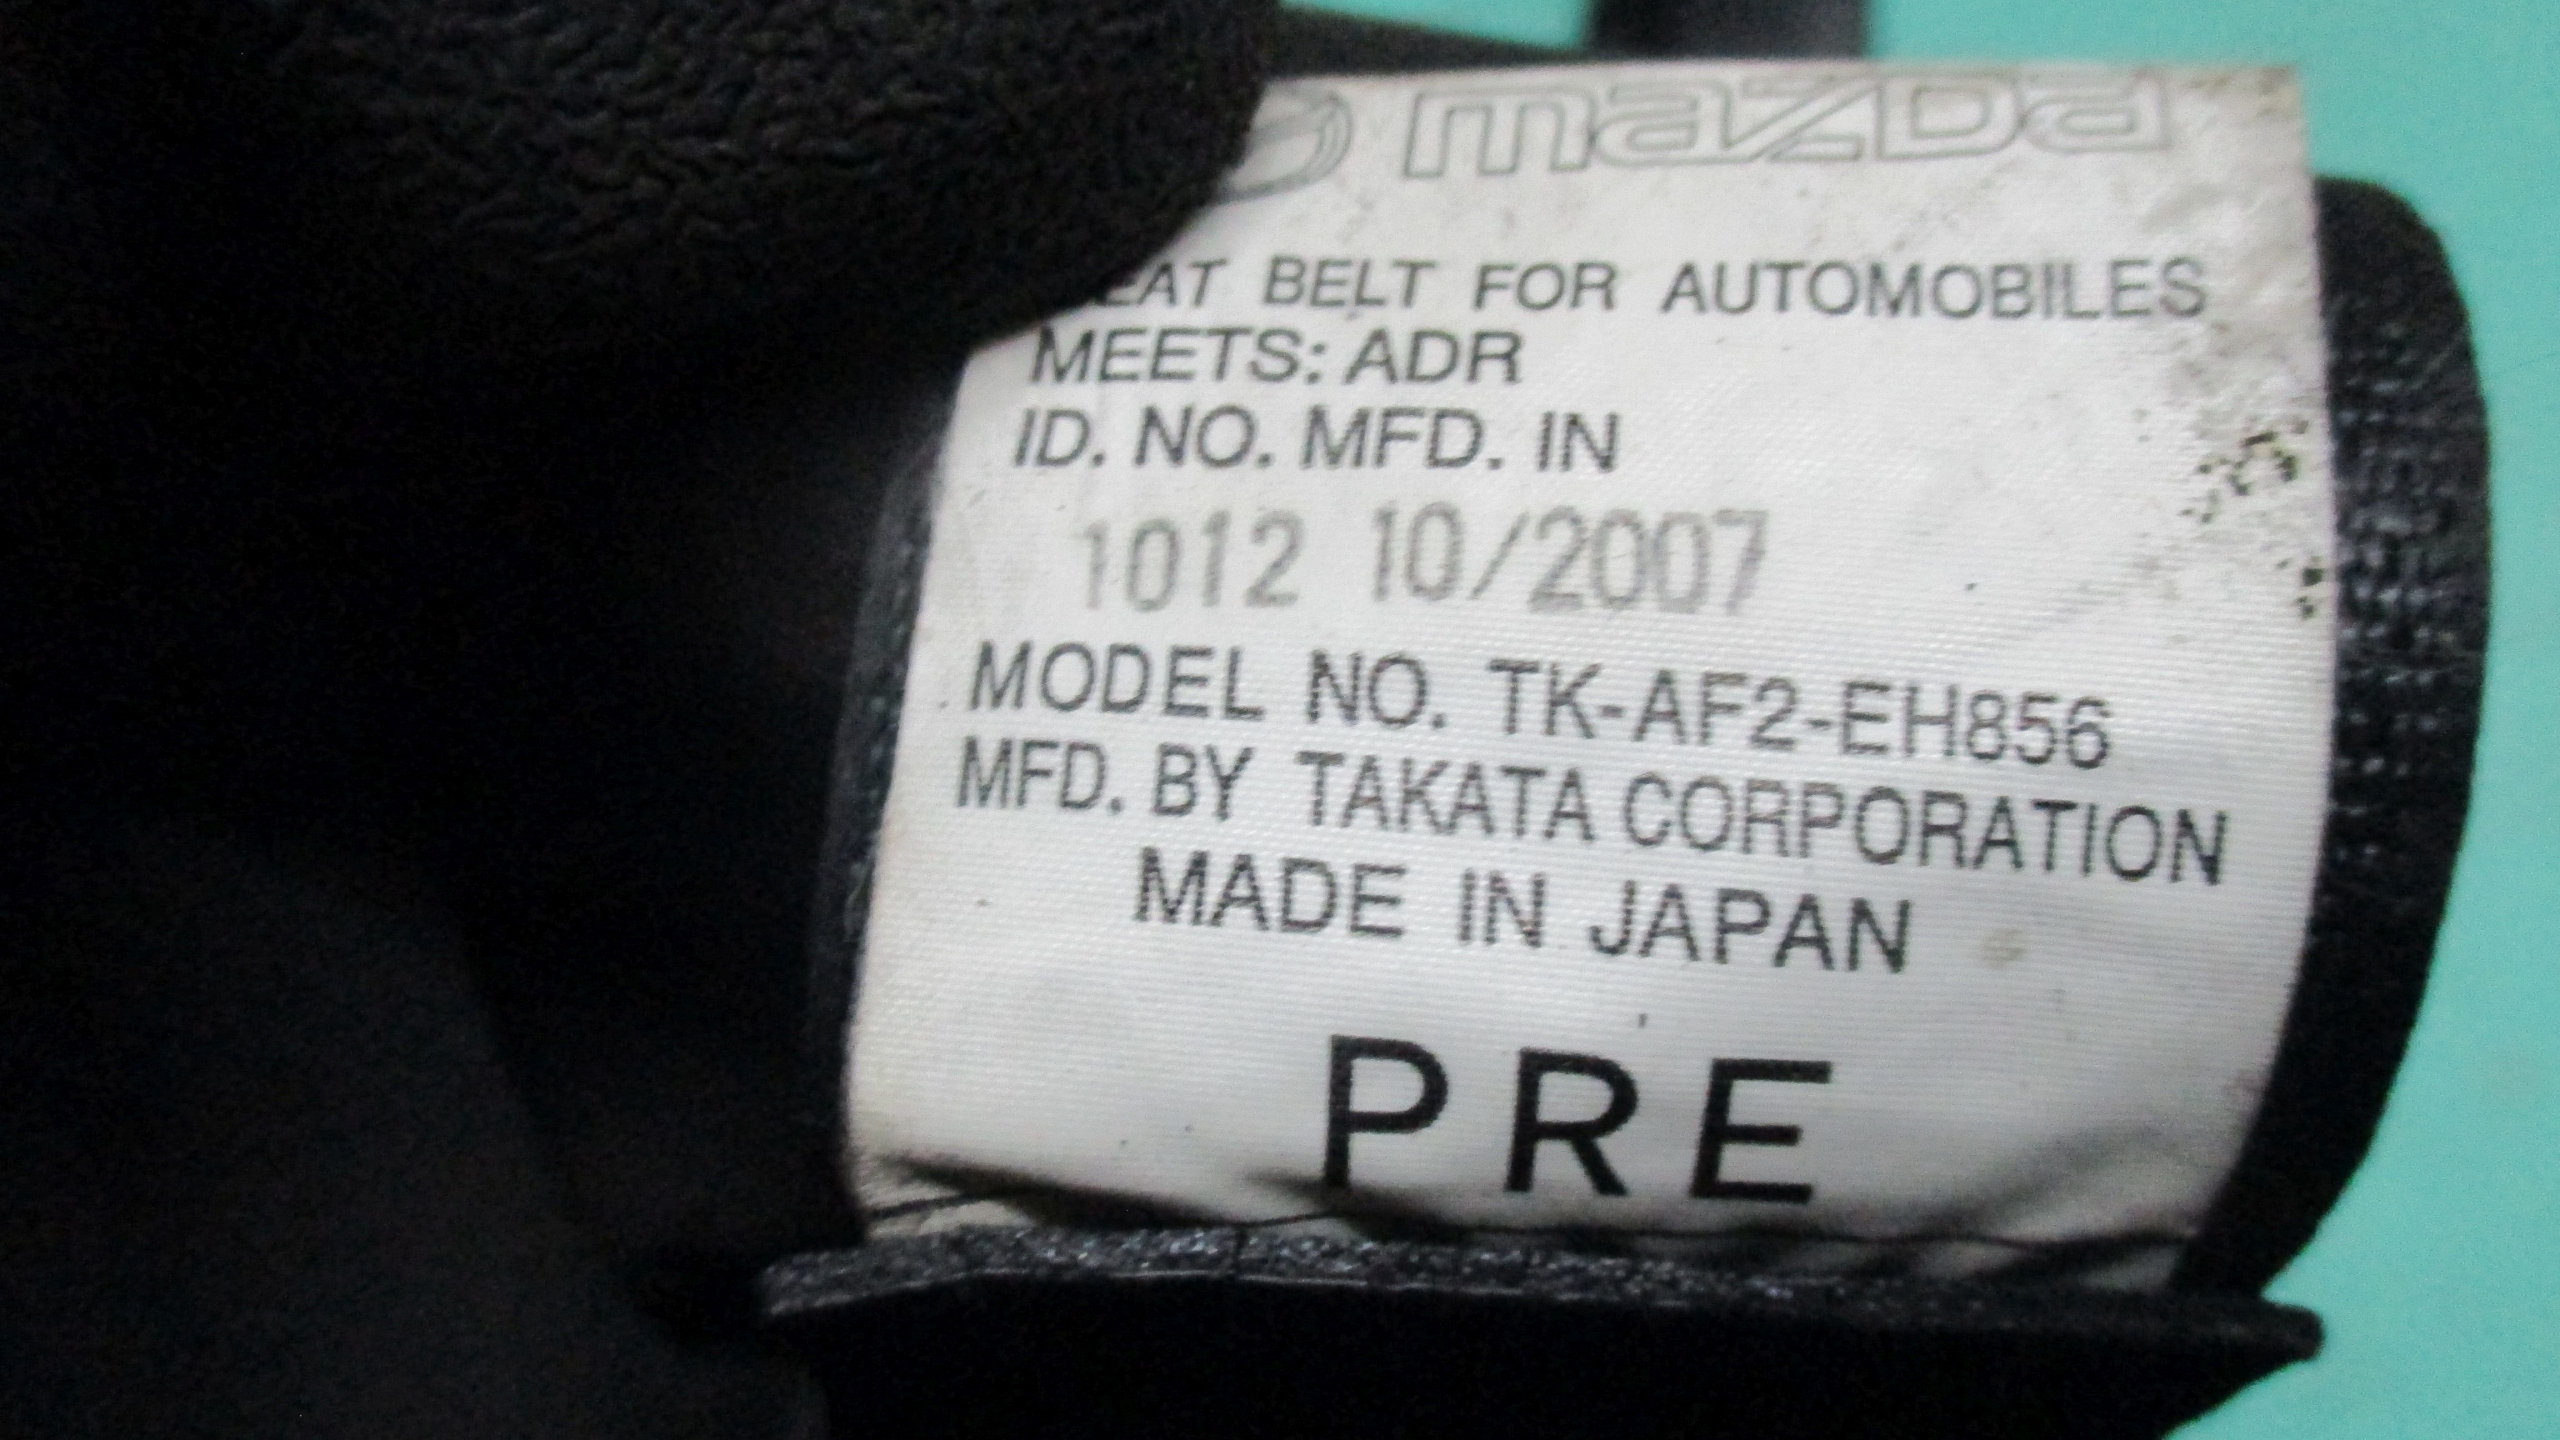 mazda
EAT BELT FOR AUTOMOBILES
MEETS: ADR
ID. NO. MFD. IN
1012 10/2007
MODEL NO. TK-AF2-EH856
MFD. BY TAKATA CORPORATION
MADE IN JAPAN
PRE